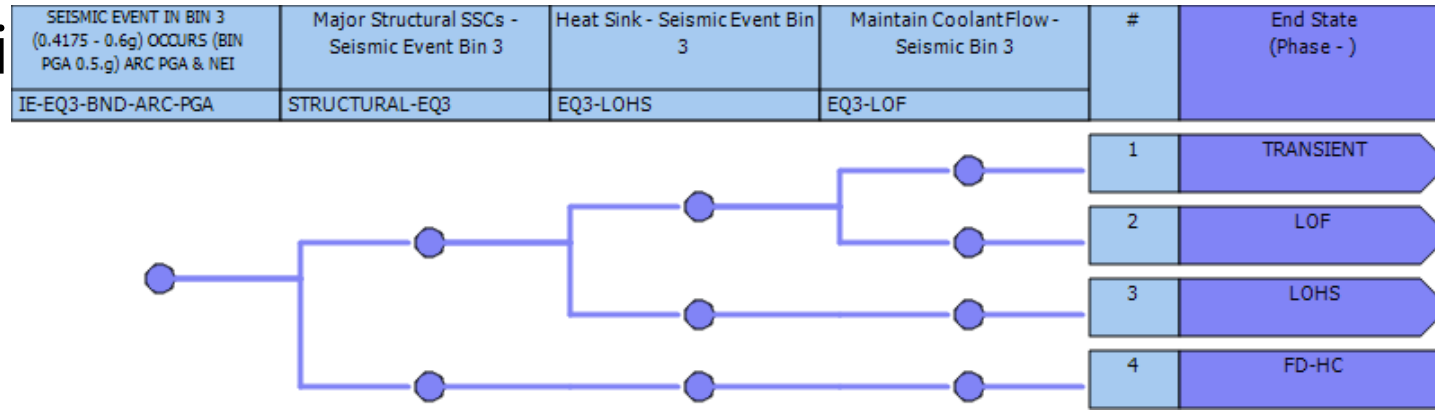 i
SEISMIC EVENT IN BIN 3
(0.4175 - 0.6g) OCCURS (BIN
PGA 0.5.g) ARC PGA & NEI
Major Structural SSCs -
Seismic Event Bin 3
Heat Sink - Seismic Event Bin
3
Maintain Coolant Flow -
Seismic Bin 3
#
End State
(Phase - )
IE-EQ3-BND-ARC-PGA
STRUCTURAL-EQ3
EQ3-LOHS
EQ3-LOF
1
TRANSIENT
2
LOF
3
LOHS
4
FD-HC